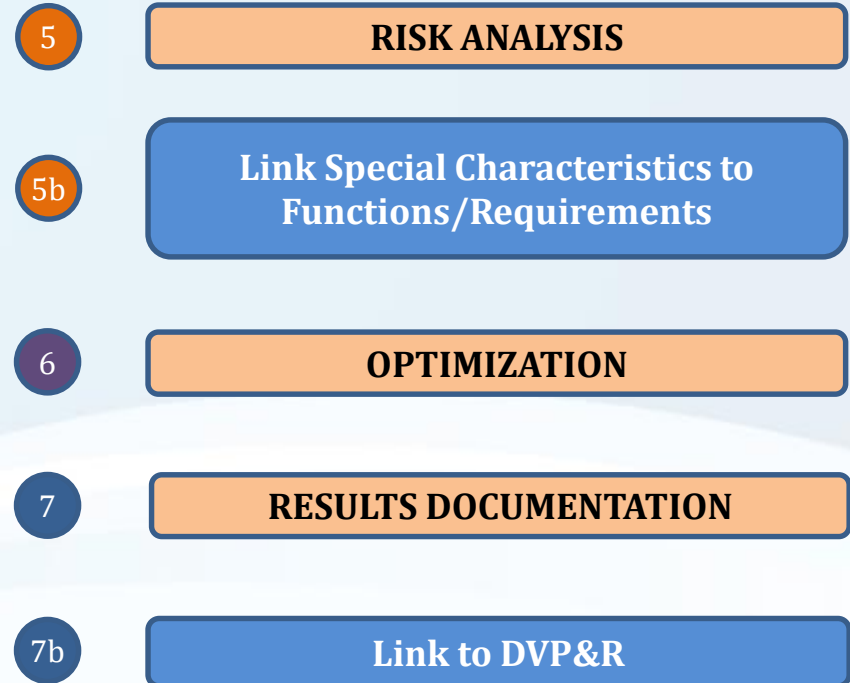 5
RISK ANALYSIS
5b
Link Special Characteristics to
Functions/Requirements
6
OPTIMIZATION
7
RESULTS DOCUMENTATION
7b
Link to DVP&R